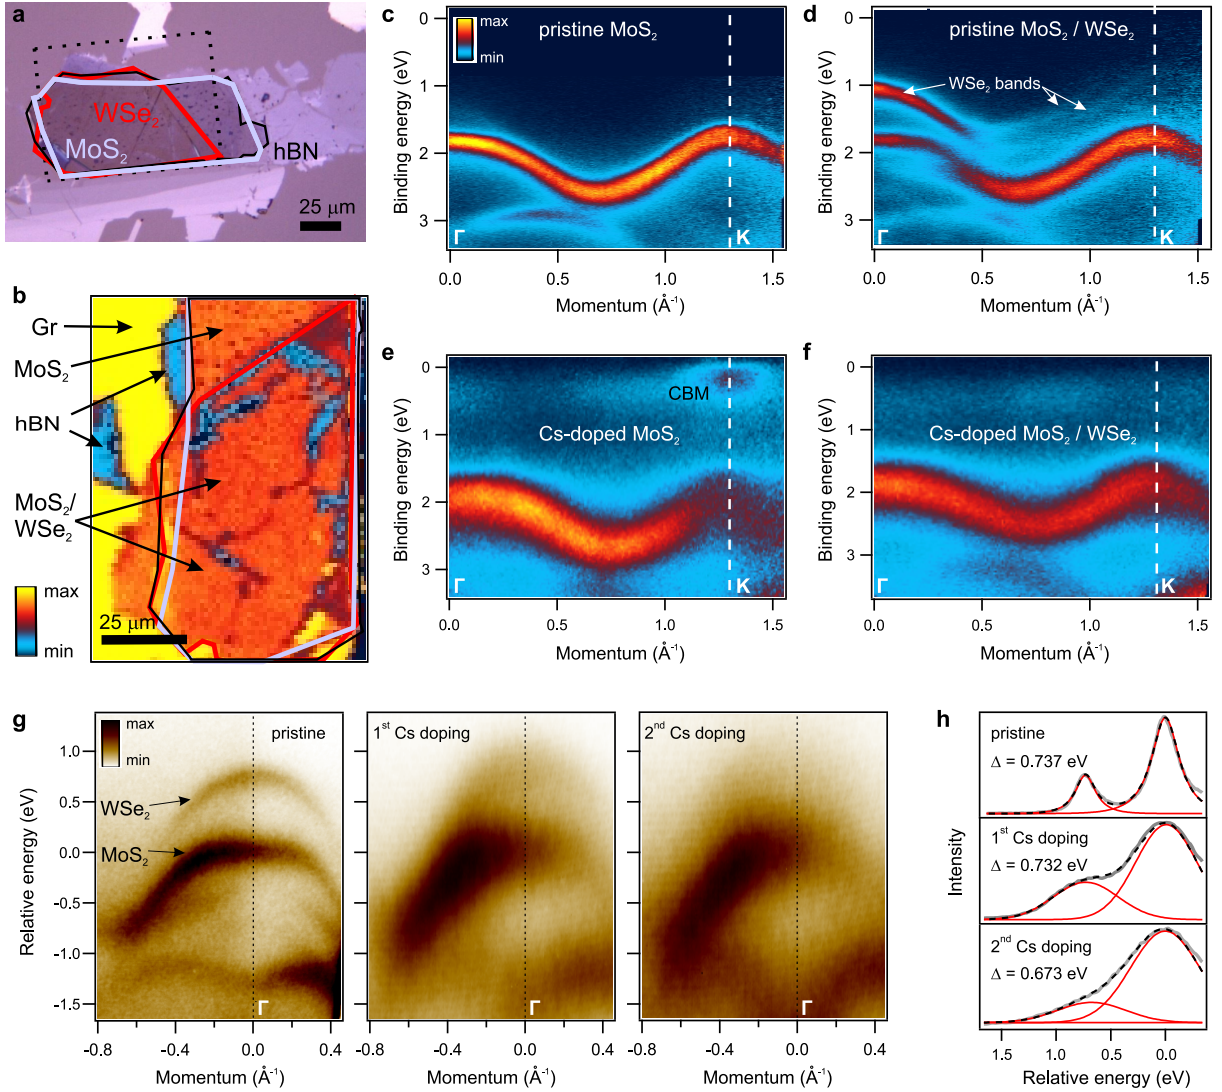 a
WSe₂
MoS₂
hBN
25 μm
b
Gr
MoS₂
hBN
MoS₂/
WSe₂
max
min
25 μm
c
max
min
pristine MoS₂
Binding energy (eV)
0
1
2
3
Γ
K
0.0
0.5
1.0
1.5
Momentum (Å⁻¹)
d
pristine MoS₂ / WSe₂
WSe₂ bands
Binding energy (eV)
0
1
2
3
Γ
K
0.0
0.5
1.0
1.5
Momentum (Å⁻¹)
e
CBM
Cs-doped MoS₂
Binding energy (eV)
0
1
2
3
Γ
K
0.0
0.5
1.0
1.5
Momentum (Å⁻¹)
f
Cs-doped MoS₂ / WSe₂
Binding energy (eV)
0
1
2
3
Γ
K
0.0
0.5
1.0
1.5
Momentum (Å⁻¹)
g
max
min
pristine
WSe₂
MoS₂
Relative energy (eV)
1.0
0.5
0.0
-0.5
-1.0
-1.5
Γ
-0.8
-0.4
0.0
0.4
Momentum (Å⁻¹)
1ˢᵗ Cs doping
Γ
-0.8
-0.4
0.0
0.4
Momentum (Å⁻¹)
2ⁿᵈ Cs doping
Γ
-0.8
-0.4
0.0
0.4
Momentum (Å⁻¹)
h
Intensity
pristine
Δ = 0.737 eV
1ˢᵗ Cs doping
Δ = 0.732 eV
2ⁿᵈ Cs doping
Δ = 0.673 eV
1.5
1.0
0.5
0.0
Relative energy (eV)